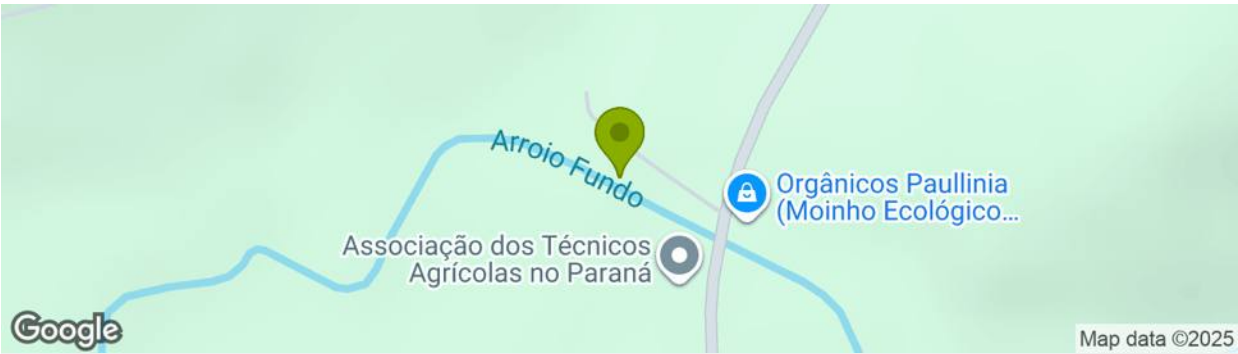 Arroio Fundo
Orgânicos Paullinia
(Moinho Ecológico...
Associação dos Técnicos
Agrícolas no Paraná
Google
Map data ©2025